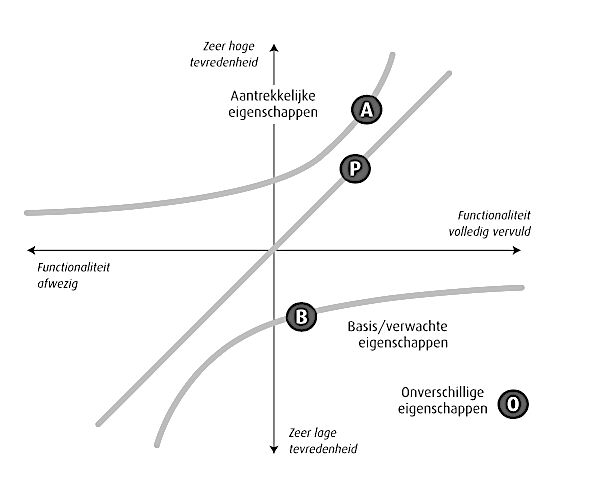 Zeer hoge
tevredenheid
Aantrekkelijke
eigenschappen
A
P
Functionaliteit
volledig vervuld
Functionaliteit
afwezig
B
Basis/verwachte
eigenschappen
Onverschillige
eigenschappen
O
Zeer lage
tevredenheid